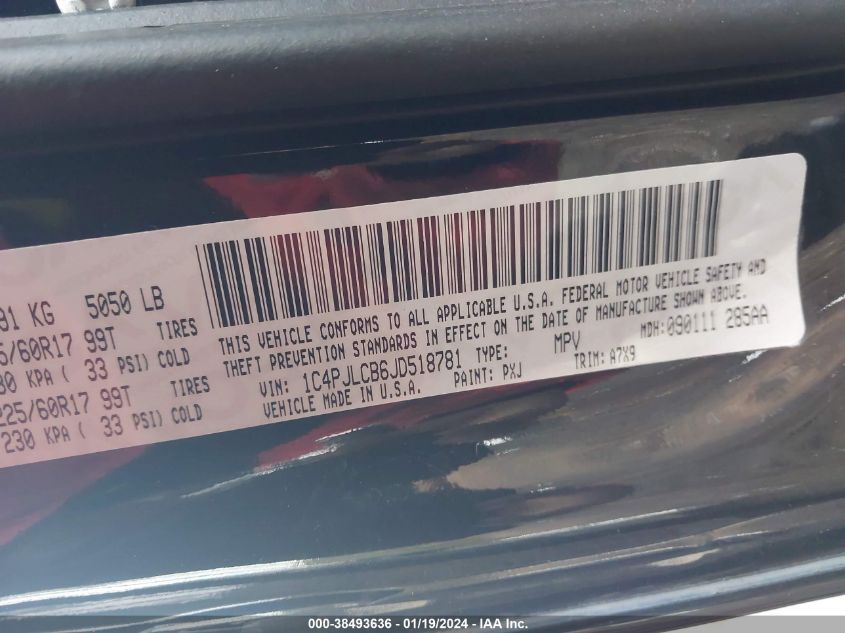 91 KG 5050 LB
5/60R17 99T TIRES
30 KPA ( 33 PSI) COLD
225/60R17 99T TIRES
230 KPA ( 33 PSI) COLD
THIS VEHICLE CONFORMS TO ALL APPLICABLE U.S.A. FEDERAL MOTOR VEHICLE SAFETY AND
THEFT PREVENTION STANDARDS IN EFFECT ON THE DATE OF MANUFACTURE SHOWN ABOVE.
VIN: 1C4PJLCB6JD518781 TYPE: MPV MDH: 090111 285AA
VEHICLE MADE IN U.S.A. PAINT: PXJ TRIM: A7X9
000-38493636 - 01/19/2024 - IAAI Inc.